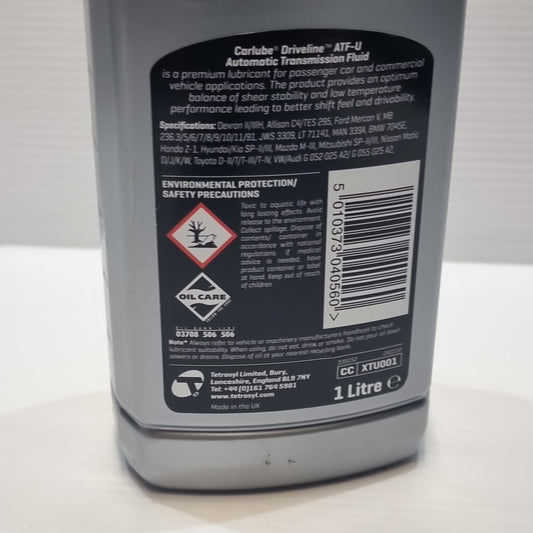 Carlube® Driveline™ ATF-U
Automatic Transmission Fluid
is a premium lubricant for passenger car and commercial
vehicle applications. The product provides an optimum
balance of shear stability and low temperature
performance leading to better shift feel and drivability.
Specifications: Dexron II/IIIH, Allison C4/TES 295, Ford Mercon V, MB
236.3/5/6/7/8/9/10/11/91, JWS 3309, LT 71141, MAN 339A, BMW 7045E,
Honda Z-1, Hyundai/Kia SP-II/III, Mazda M-III, Mitsubishi SP-II/III, Nissan Matic
D/J/K/W, Toyota D-II/T/T-III/T-IV, VW/Audi G 052 025 A2/ G 055 025 A2.
ENVIRONMENTAL PROTECTION/
SAFETY PRECAUTIONS
Toxic to aquatic life with
long lasting effects. Avoid
release to the environment.
Collect spillage. Dispose of
contents/ container in
accordance with national
regulations. If medical
advice is needed, have
product container or label
at hand. Keep out of reach
of children
5 010373 040560 >
OIL CARE
OIL BANK LINE
03708 506 506
Note* Always refer to vehicle or machinery manufacturers handbook to check
lubricant suitability. When using, do not eat, drink or smoke. Do not pour down
sewers or drains. Dispose of oil at your nearest recycling bank.
Tetrosyl Limited, Bury,
Lancashire, England BL9 7NY
Tel: +44 (0)161 764 5981
www.tetrosyl.com
Made in the UK
CC XTU001
1 Litre e